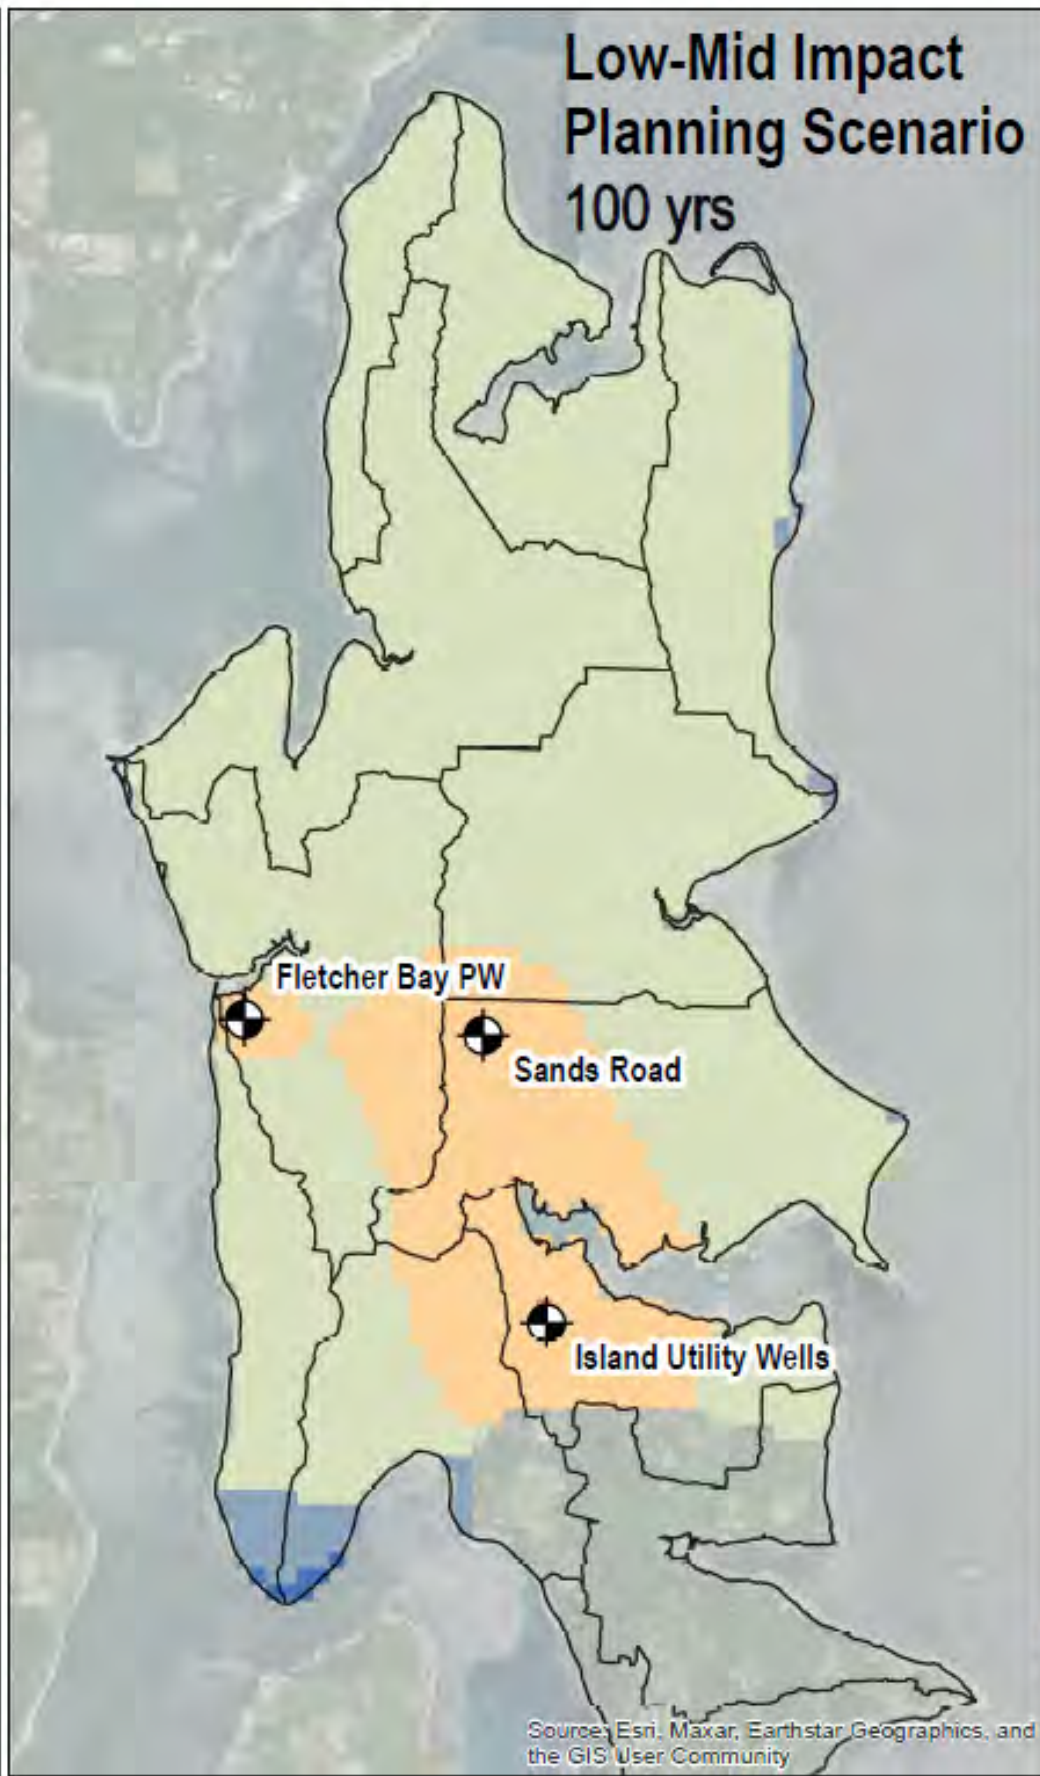 Low-Mid Impact
Planning Scenario
100 yrs
Fletcher Bay PW
Sands Road
Island Utility Wells
Source: Esri, Maxar, Earthstar Geographics, and
the GIS User Community